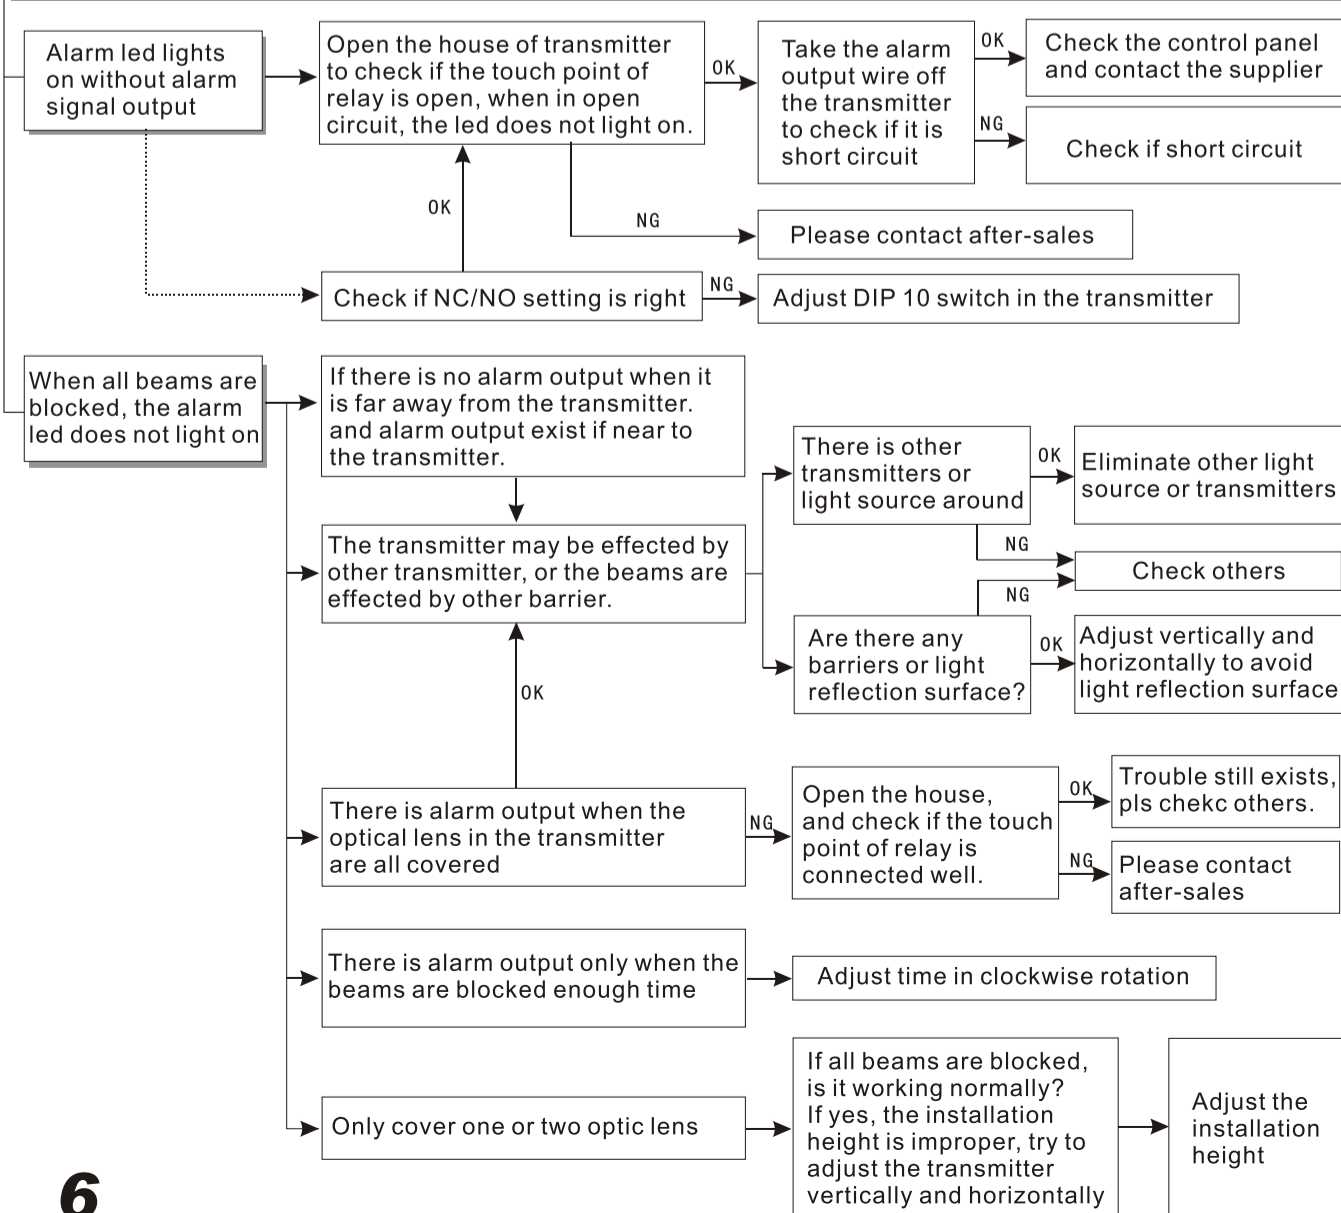 Alarm led lights
on without alarm
signal output
Open the house of transmitter
to check if the touch point of
relay is open, when in open
circuit, the led does not light on.
OK
Take the alarm
output wire off
the transmitter
to check if it is
short circuit
OK
Check the control panel
and contact the supplier
NG
Check if short circuit
OK
NG
Please contact after-sales
Check if NC/NO setting is right
NG
Adjust DIP 10 switch in the transmitter
When all beams are
blocked, the alarm
led does not light on
If there is no alarm output when it
is far away from the transmitter.
and alarm output exist if near to
the transmitter.
The transmitter may be effected by
other transmitter, or the beams are
effected by other barrier.
There is other
transmitters or
light source around
OK
Eliminate other light
source or transmitters
NG
Check others
NG
Are there any
barriers or light
reflection surface?
OK
Adjust vertically and
horizontally to avoid
light reflection surface
OK
There is alarm output when the
optical lens in the transmitter
are all covered
NG
Open the house,
and check if the touch
point of relay is
connected well.
OK
Trouble still exists,
pls chekc others.
NG
Please contact
after-sales
There is alarm output only when the
beams are blocked enough time
Adjust time in clockwise rotation
Only cover one or two optic lens
If all beams are blocked,
is it working normally?
If yes, the installation
height is improper, try to
adjust the transmitter
vertically and horizontally
Adjust the
installation
height
6